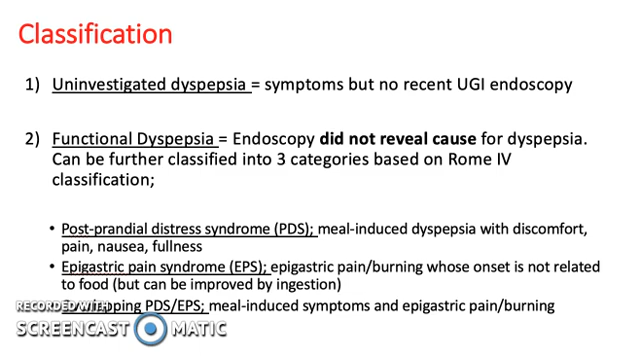 Classification
1) Uninvestigated dyspepsia = symptoms but no recent UGI endoscopy
2) Functional Dyspepsia = Endoscopy did not reveal cause for dyspepsia.
Can be further classified into 3 categories based on Rome IV
classification;
• Post-prandial distress syndrome (PDS); meal-induced dyspepsia with discomfort,
pain, nausea, fullness
• Epigastric pain syndrome (EPS); epigastric pain/burning whose onset is not related
to food (but can be improved by ingestion)
PDS/EPS; meal-induced symptoms and epigastric pain/burning
RECORDED WITH
SCREENCAST MATIC